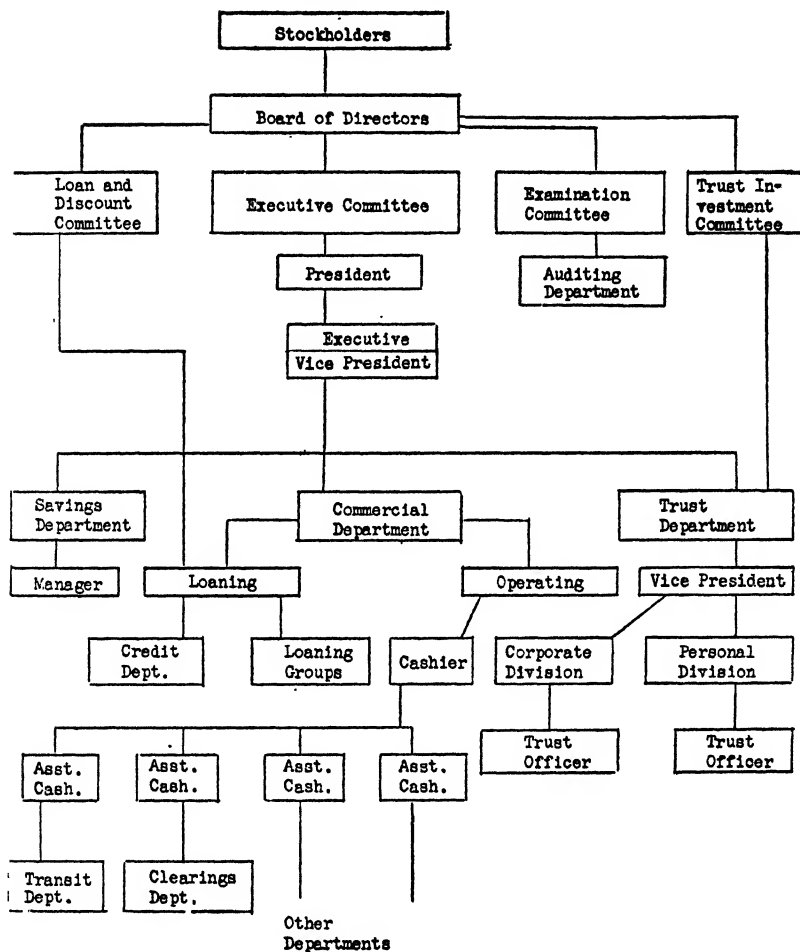 Stockholders
Board of Directors
Loan and
Discount
Committee
Executive Committee
Examination
Committee
Trust In-
vestment
Committee
President
Auditing
Department
Executive
Vice President
Savings
Department
Commercial
Department
Trust
Department
Manager
Loaning
Operating
Vice President
Credit
Dept.
Loaning
Groups
Cashier
Corporate
Division
Personal
Division
Trust
Officer
Trust
Officer
Asst.
Cash.
Asst.
Cash.
Asst.
Cash.
Asst.
Cash.
Transit
Dept.
Clearings
Dept.
Other
Departments